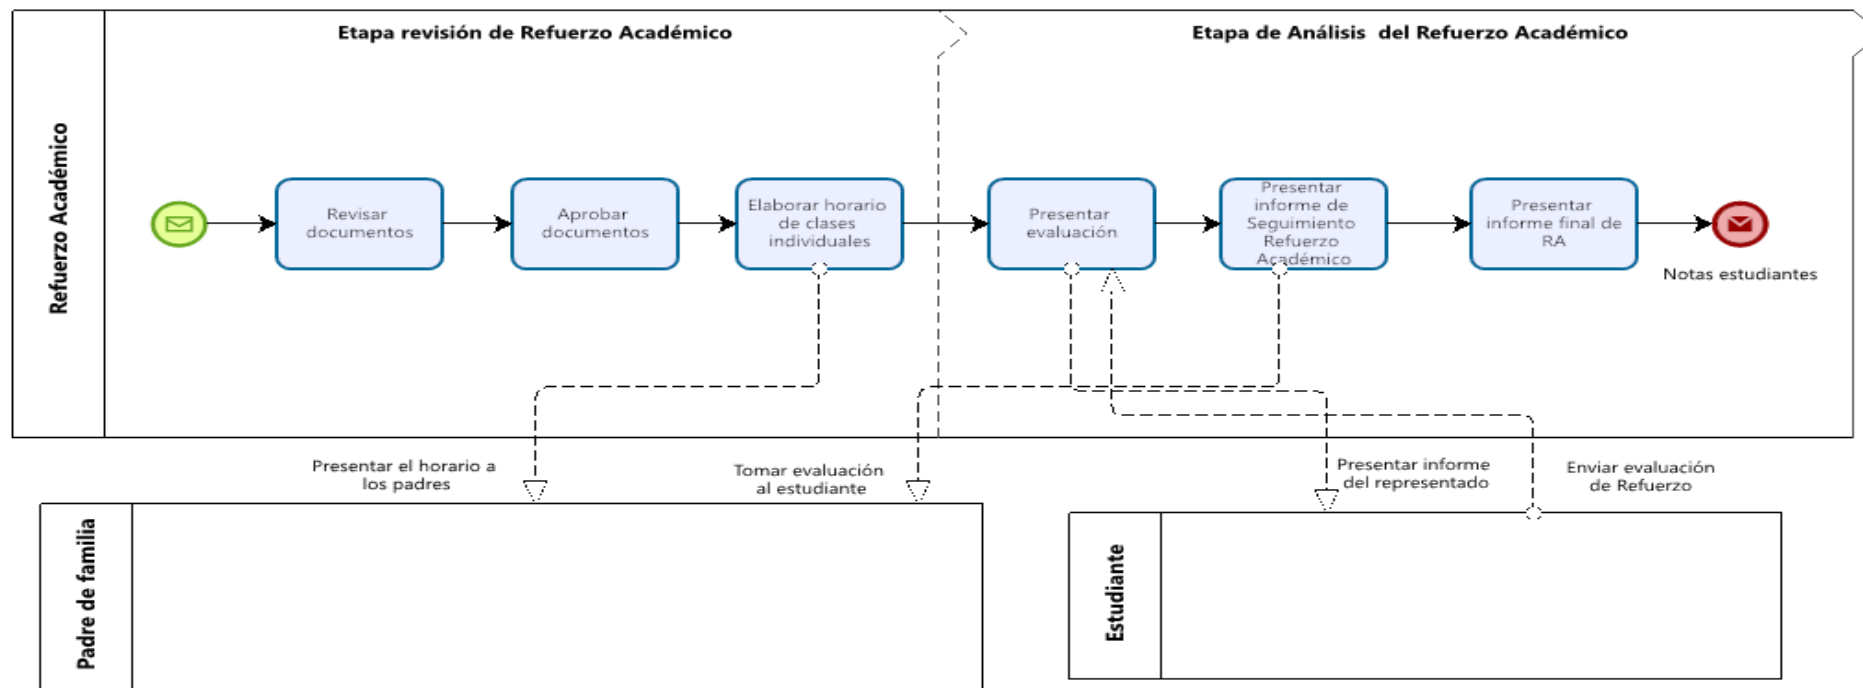 Etapa revisión de Refuerzo Académico
Etapa de Análisis del Refuerzo Académico
Refuerzo Académico
Revisar
documentos
Aprobar
documentos
Elaborar horario
de clases
individuales
Presentar
evaluación
Presentar
informe de
Seguimiento
Refuerzo
Académico
Presentar
informe final de
RA
Notas estudiantes
Presentar el horario a
los padres
Tomar evaluación
al estudiante
Presentar informe
del representado
Enviar evaluación
de Refuerzo
Padre de familia
Estudiante